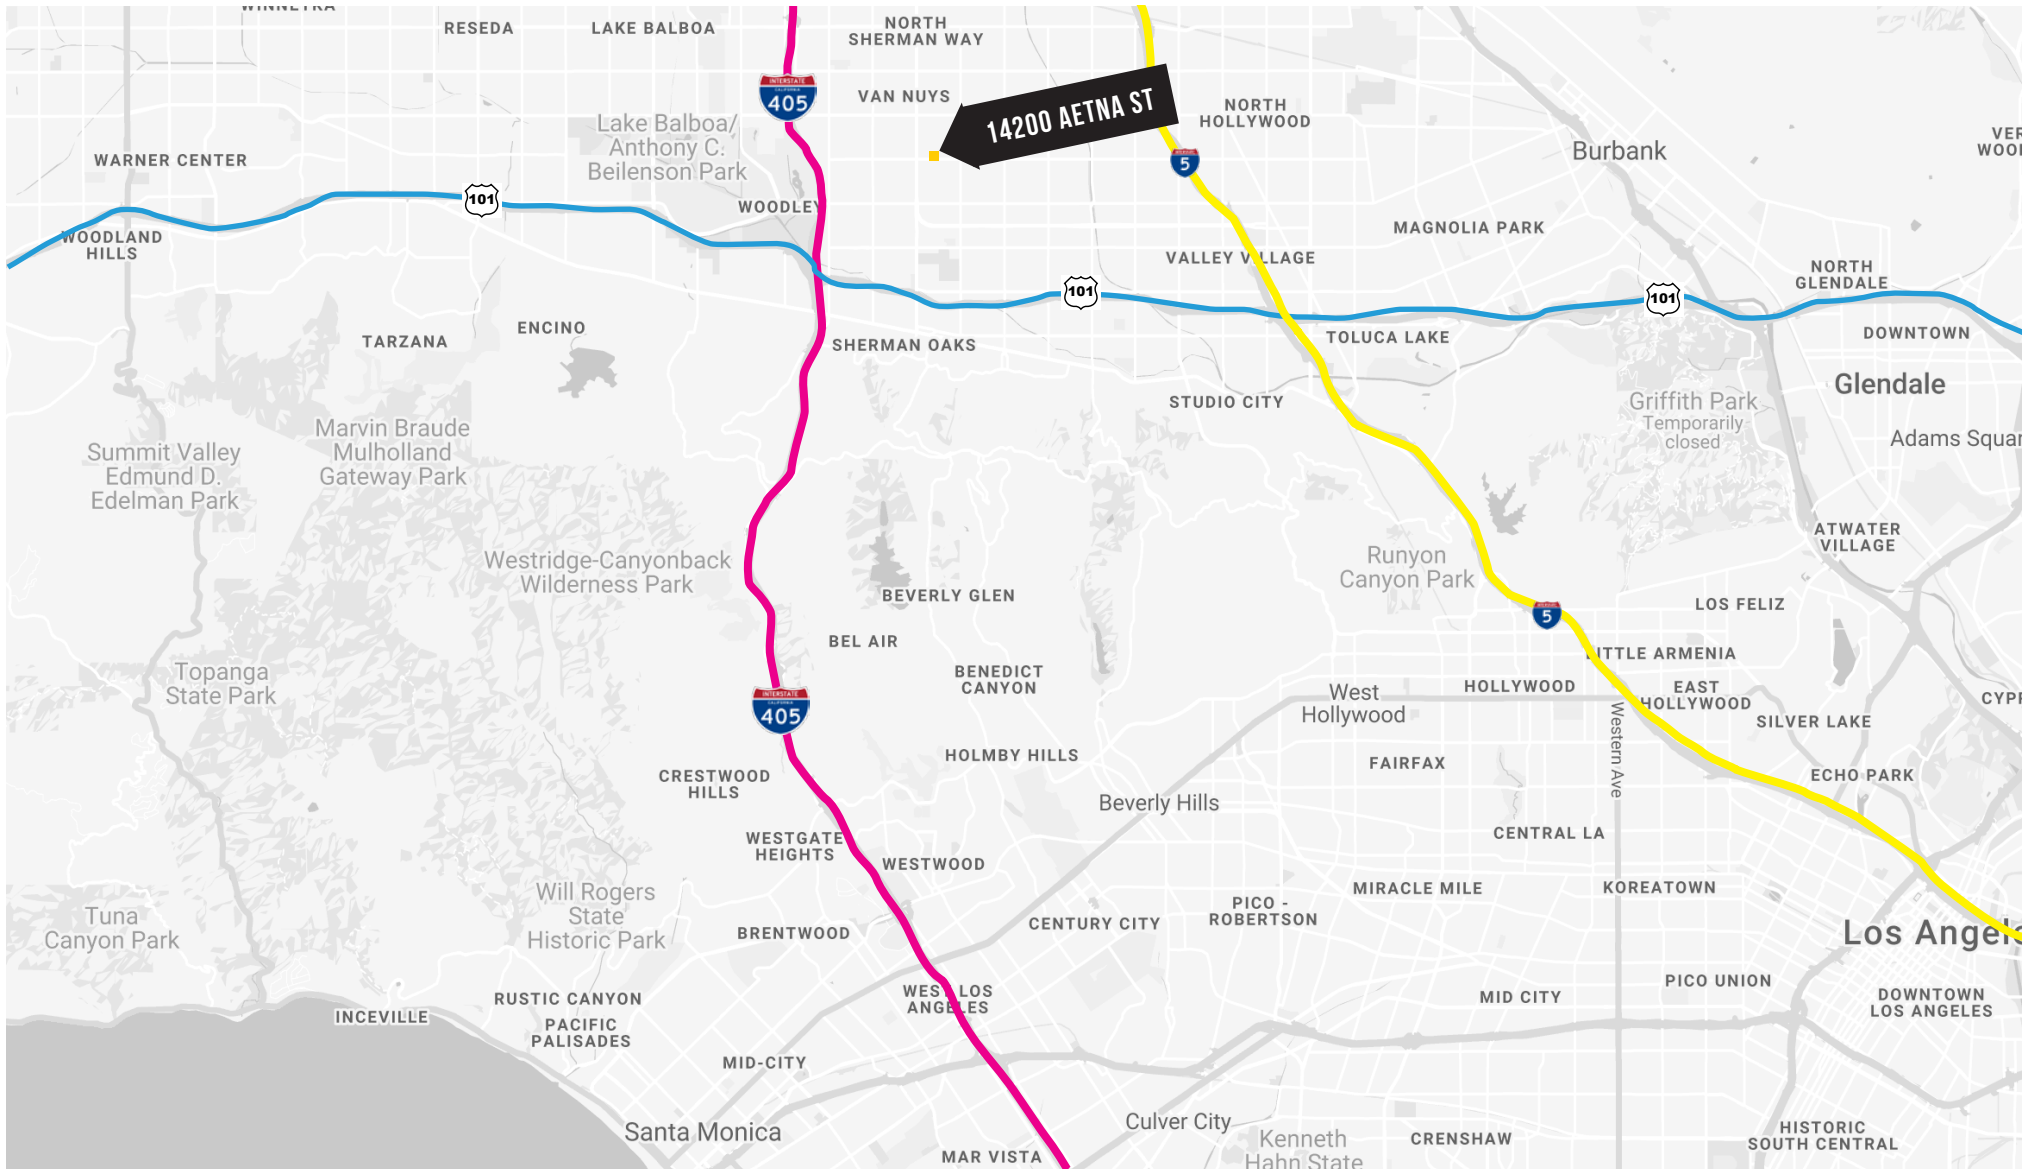 WINNETKA
RESEDA
LAKE BALBOA
NORTH
SHERMAN WAY
INTERSTATE
CALIFORNIA
405
VAN NUYS
14200 AETNA ST
NORTH
HOLLYWOOD
Lake Balboa/
Anthony C.
Beilenson Park
WARNER CENTER
5
Burbank
VER
WOO
101
WOODLEY
WOODLAND
HILLS
MAGNOLIA PARK
VALLEY VILLAGE
NORTH
GLENDALE
101
101
TARZANA
ENCINO
SHERMAN OAKS
TOLUCA LAKE
DOWNTOWN
Glendale
STUDIO CITY
Griffith Park
Temporarily
closed
Adams Squar
Summit Valley
Edmund D.
Edelman Park
Marvin Braude
Mulholland
Gateway Park
ATWATER
VILLAGE
Westridge-Canyonback
Wilderness Park
Runyon
Canyon Park
BEVERLY GLEN
LOS FELIZ
5
BEL AIR
LITTLE ARMENIA
Topanga
State Park
BENEDICT
CANYON
INTERSTATE
CALIFORNIA
405
West
Hollywood
HOLLYWOOD
EAST
HOLLYWOOD
CYP
SILVER LAKE
Western Ave
HOLMBY HILLS
FAIRFAX
CRESTWOOD
HILLS
ECHO PARK
Beverly Hills
CENTRAL LA
WESTGATE
HEIGHTS
WESTWOOD
MIRACLE MILE
KOREATOWN
Will Rogers
State
Historic Park
Tuna
Canyon Park
PICO -
ROBERTSON
BRENTWOOD
CENTURY CITY
Los Angele
PICO UNION
RUSTIC CANYON
WEST LOS
ANGELES
MID CITY
DOWNTOWN
LOS ANGELES
INCEVILLE
PACIFIC
PALISADES
MID-CITY
Santa Monica
Culver City
MAR VISTA
Kenneth
Hahn State
CRENSHAW
HISTORIC
SOUTH CENTRAL